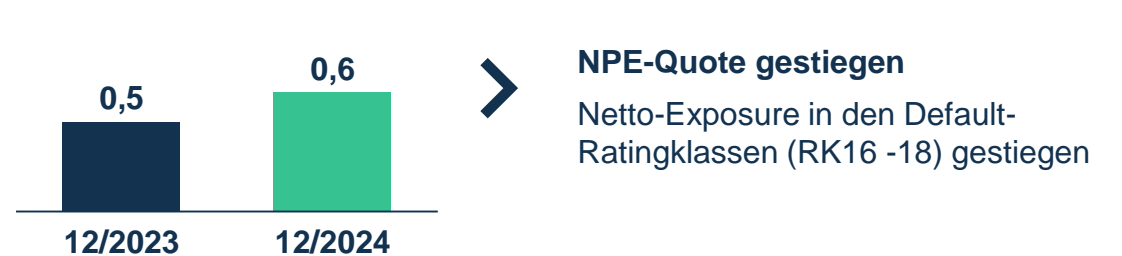 0,5
0,6
12/2023
12/2024
NPE-Quote gestiegen
Netto-Exposure in den Default-
Ratingklassen (RK16 -18) gestiegen